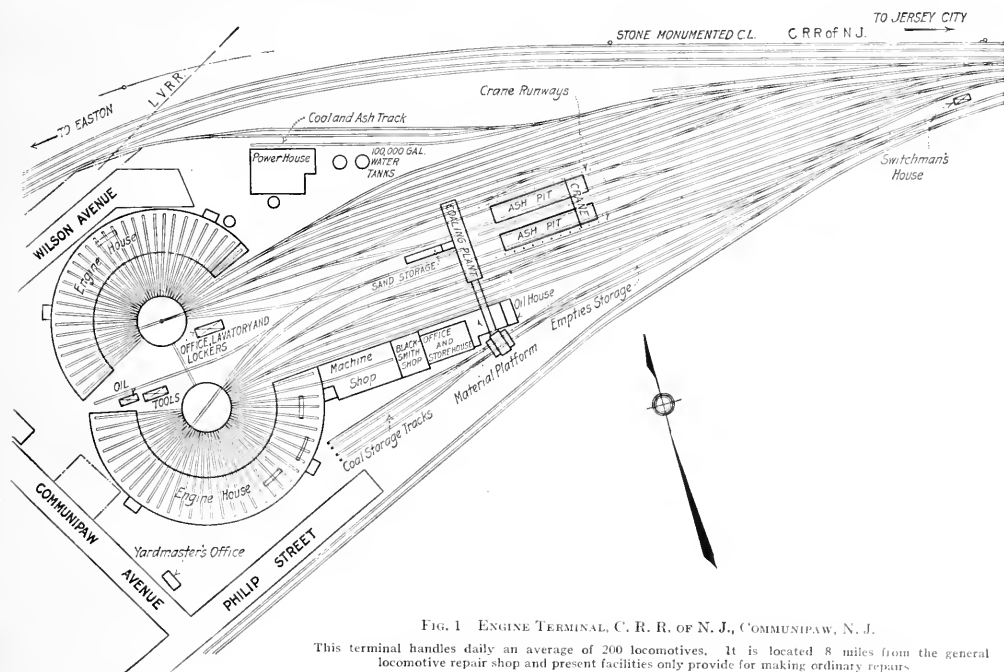 TO JERSEY CITY
STONE MONUMENTED C.L. C R R of N.J.
L.V.R.R.
TO EASTON
Crane Runways
Coal and Ash Track
Power House
100,000 GAL.
WATER
TANKS
Switchman's
House
WILSON AVENUE
Engine House
ASH PIT
CRANE
ASH PIT
COALING PLANT
SAND STORAGE
Oil House
Empties Storage
OFFICE, LAVATORY AND
LOCKERS
Machine
Shop
BLACK-
SMITH
SHOP
OFFICE
AND
STOREHOUSE
Material Platform
OIL
TOOLS
Coal Storage Tracks
Engine House
COMMUNIPAW
AVENUE
Yardmaster's Office
PHILIP STREET
FIG. 1 ENGINE TERMINAL, C. R. R. OF N. J., COMMUNIPAW, N. J.
This terminal handles daily an average of 200 locomotives. It is located 8 miles from the general
locomotive repair shop and present facilities only provide for making ordinary repairs